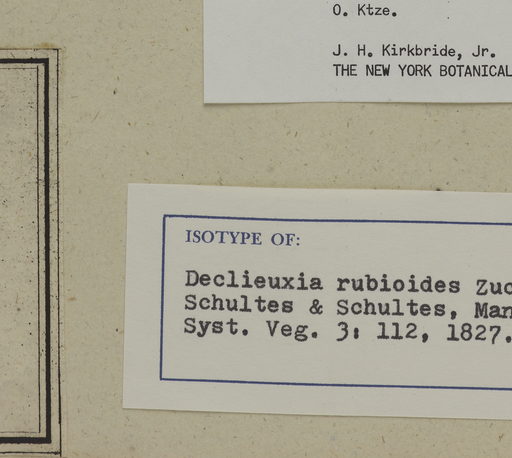 O. Ktze.
J. H. Kirkbride, Jr.
THE NEW YORK BOTANICAL
ISOTYPE OF:
Declieuxia rubioides Zuc
Schultes & Schultes, Man
Syst. Veg. 3: 112, 1827.